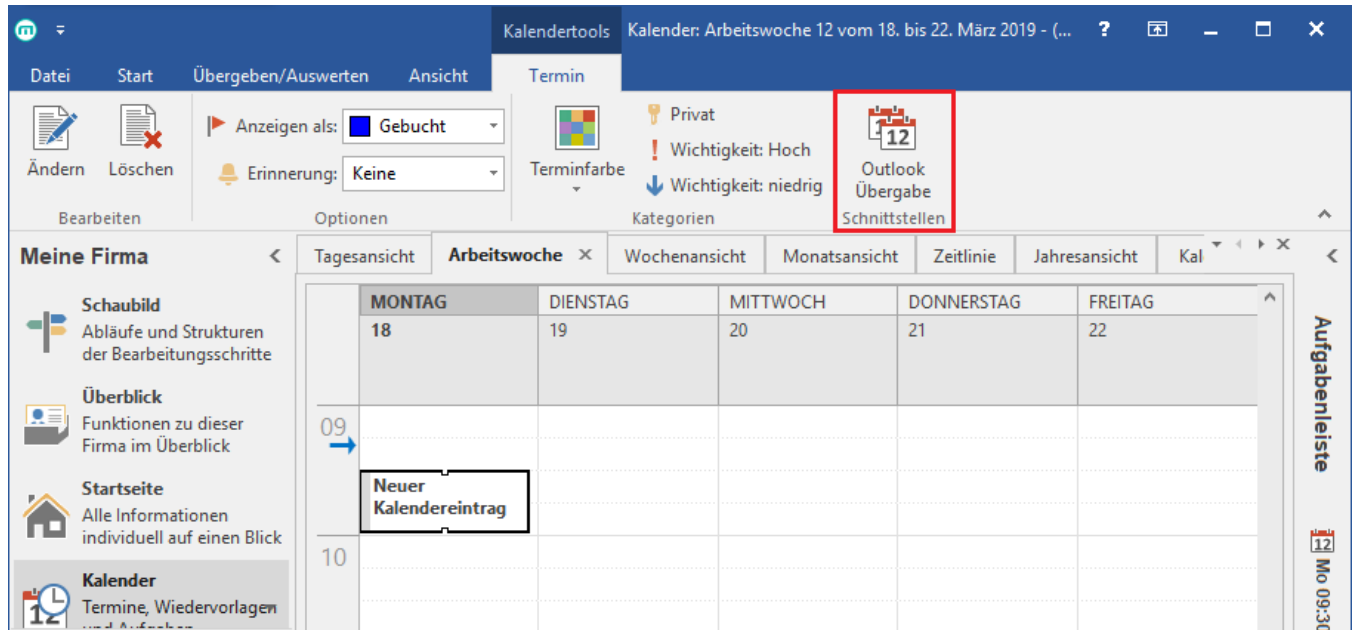 Kalendertools Kalender: Arbeitswoche 12 vom 18. bis 22. März 2019 - (... ?
Datei Start Übergeben/Auswerten Ansicht Termin
Ändern Löschen
Anzeigen als: Gebucht
Erinnerung: Keine
Terminfarbe
Privat
Wichtigkeit: Hoch
Wichtigkeit: niedrig
12
Outlook
Übergabe
Bearbeiten Optionen Kategorien Schnittstellen
Meine Firma
Tagesansicht Arbeitswoche Wochenansicht Monatsansicht Zeitlinie Jahresansicht Kal
Schaubild
Abläufe und Strukturen
der Bearbeitungsschritte
Überblick
Funktionen zu dieser
Firma im Überblick
Startseite
Alle Informationen
individuell auf einen Blick
Kalender
Termine, Wiedervorlagen
und Aufgaben
MONTAG DIENSTAG MITTWOCH DONNERSTAG FREITAG
18 19 20 21 22
09
Neuer
Kalendereintrag
10
Aufgabenleiste
12 Mo 09:30